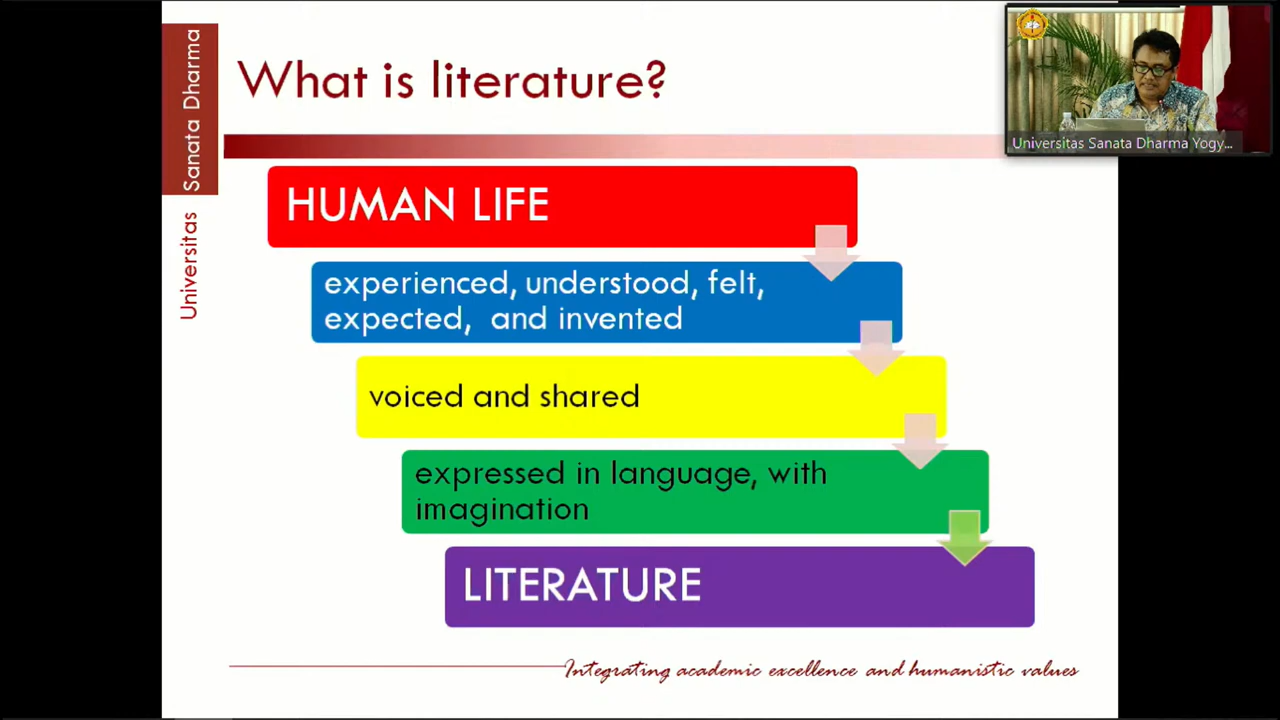 What is literature?
Universitas Sanata Dharma
Universitas Sanata Dharma Yogy...
HUMAN LIFE
experienced, understood, felt,
expected, and invented
voiced and shared
expressed in language, with
imagination
LITERATURE
Integrating academic excellence and humanistic values